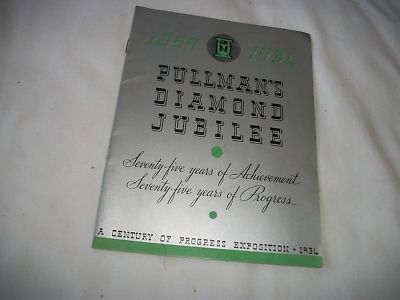 1859 1934
PULLMAN'S
DIAMOND
JUBILEE
Seventy-five years of Achievement
Seventy-five years of Progress
A CENTURY OF PROGRESS EXPOSITION • 1934